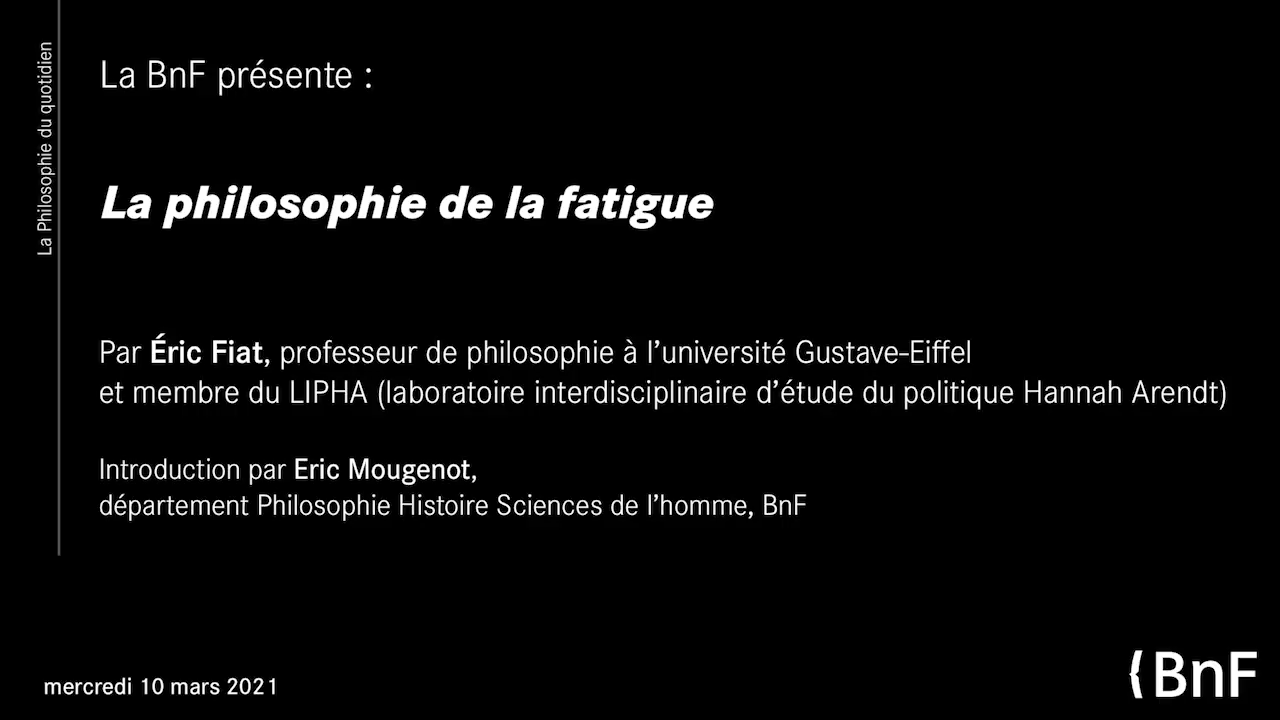 La Philosophie du quotidien
La BnF présente :
La philosophie de la fatigue
Par Éric Fiat, professeur de philosophie à l’université Gustave-Eiffel
et membre du LIPHA (laboratoire interdisciplinaire d’étude du politique Hannah Arendt)
Introduction par Eric Mougenot,
département Philosophie Histoire Sciences de l’homme, BnF
mercredi 10 mars 2021
{BnF